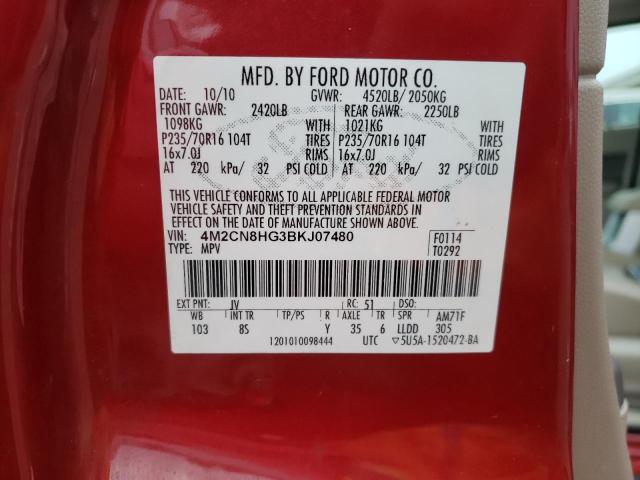 MFD. BY FORD MOTOR CO.
DATE: 10/10 GVWR: 4520LB/ 2050KG
FRONT GAWR: 2420LB REAR GAWR: 2250LB
1098KG WITH 1021KG WITH
P235/70R16 104T TIRES P235/70R16 104T TIRES
16x7.0J RIMS 16x7.0J RIMS
AT 220 kPa/ 32 PSI COLD AT 220 kPa/ 32 PSI COLD
THIS VEHICLE CONFORMS TO ALL APPLICABLE FEDERAL MOTOR
VEHICLE SAFETY AND THEFT PREVENTION STANDARDS IN
EFFECT ON THE DATE OF MANUFACTURE SHOWN ABOVE.
VIN: 4M2CN8HG3BKJ07480 F0114
TYPE: MPV T0292
EXT PNT: JV RC: 51 DSO:
WB INT TR TP/PS R AXLE TR SPR AM71F
103 8S Y 35 6 LLDD 305
1201010098444 UTC ▽5U5A-1520472-BA